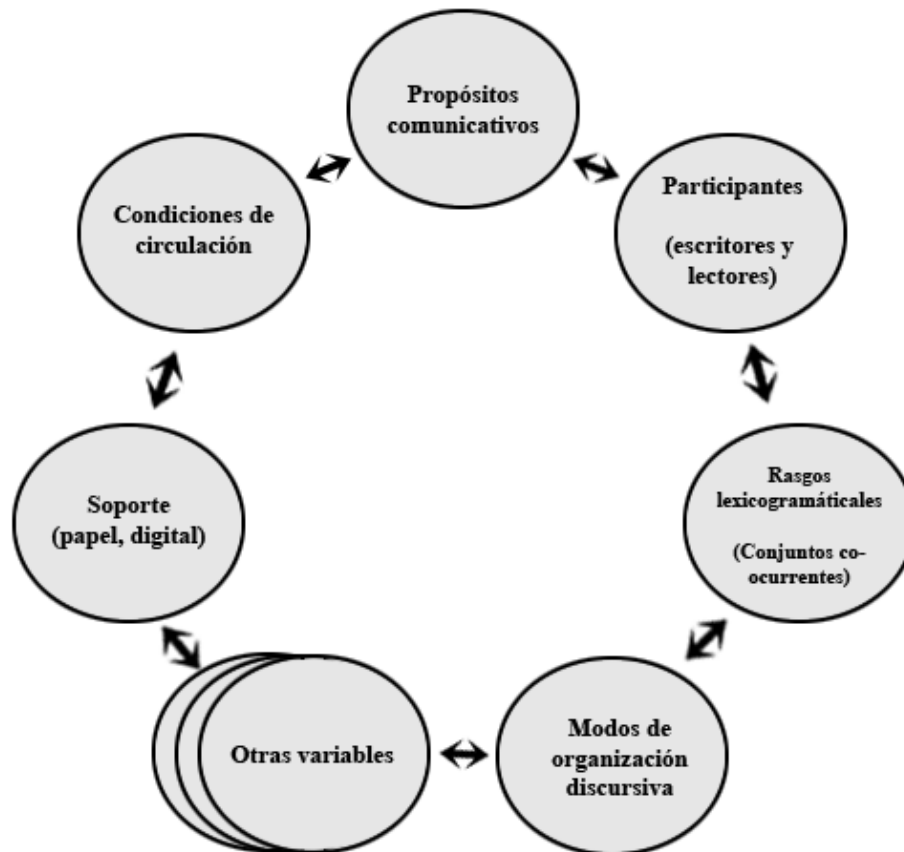 Propósitos
comunicativos
Participantes
(escritores y
lectores)
Rasgos
lexicogramáticales
(Conjuntos co-
ocurrentes)
Modos de
organización
discursiva
Otras variables
Soporte
(papel, digital)
Condiciones de
circulación